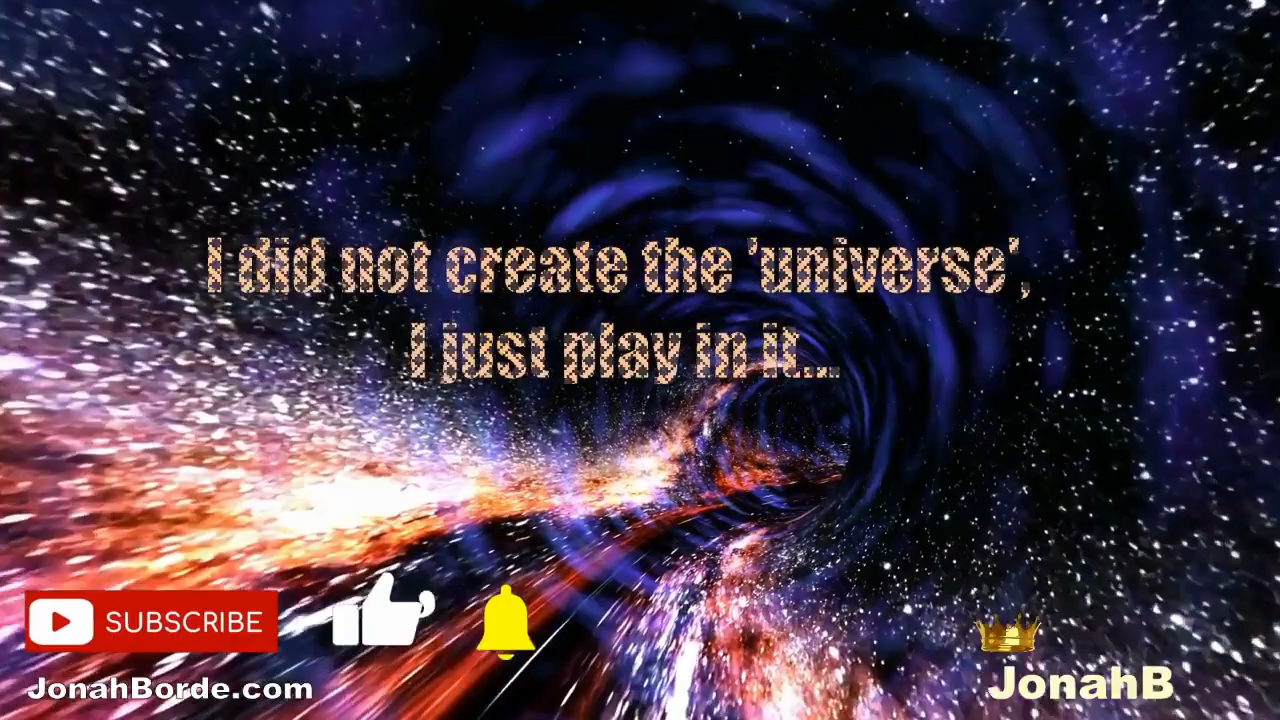 I did not create the 'universe',
I just play in it...
SUBSCRIBE
JonahBorde.com
JonahB